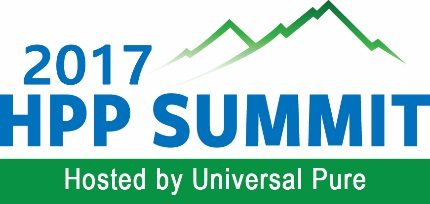 2017
HPP SUMMIT
Hosted by Universal Pure